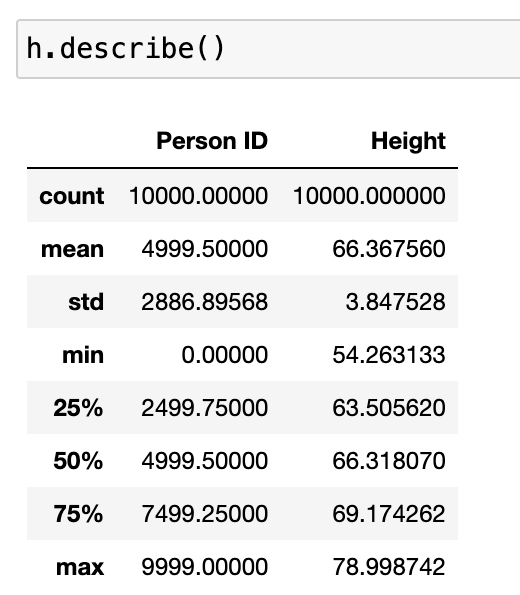 h.describe()
Person ID Height
count 10000.00000 10000.000000
mean 4999.50000 66.367560
std 2886.89568 3.847528
min 0.00000 54.263133
25% 2499.75000 63.505620
50% 4999.50000 66.318070
75% 7499.25000 69.174262
max 9999.00000 78.998742